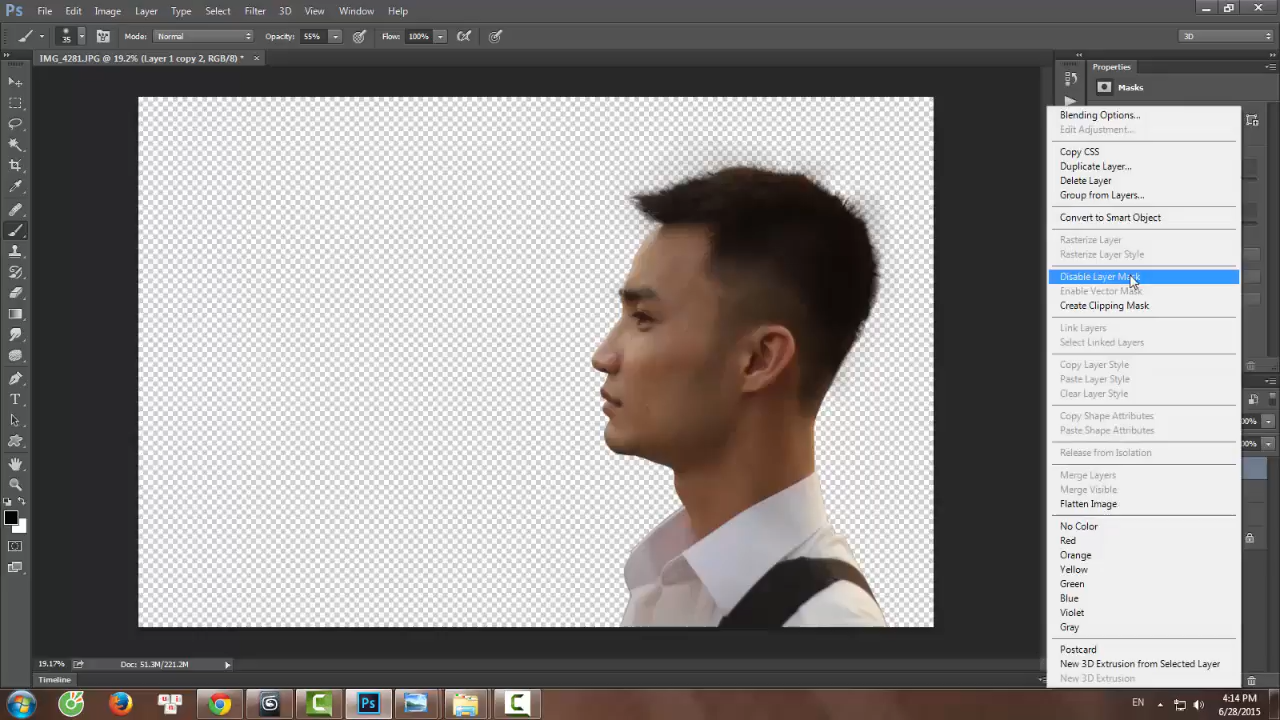 Ps File Edit Image Layer Type Select Filter 3D View Window Help
35 Mode: Normal Opacity: 55% Flow: 100% 3D
IMG_4281.JPG @ 19.2% (Layer 1 copy 2, RGB/8) * ×
Properties
Masks
Blending Options...
Edit Adjustment...
Copy CSS
Duplicate Layer...
Delete Layer
Group from Layers...
Convert to Smart Object
Rasterize Layer
Rasterize Layer Style
Disable Layer Mask
Enable Vector Mask
Create Clipping Mask
Link Layers
Select Linked Layers
Copy Layer Style
Paste Layer Style
Clear Layer Style
Copy Shape Attributes
Paste Shape Attributes
Release from Isolation
Merge Layers
Merge Visible
Flatten Image
No Color
Red
Orange
Yellow
Green
Blue
Violet
Gray
Postcard
New 3D Extrusion from Selected Layer
New 3D Extrusion
19.17% Doc: 51.3M/221.2M
Timeline
Ps EN 4:14 PM
6/28/2015